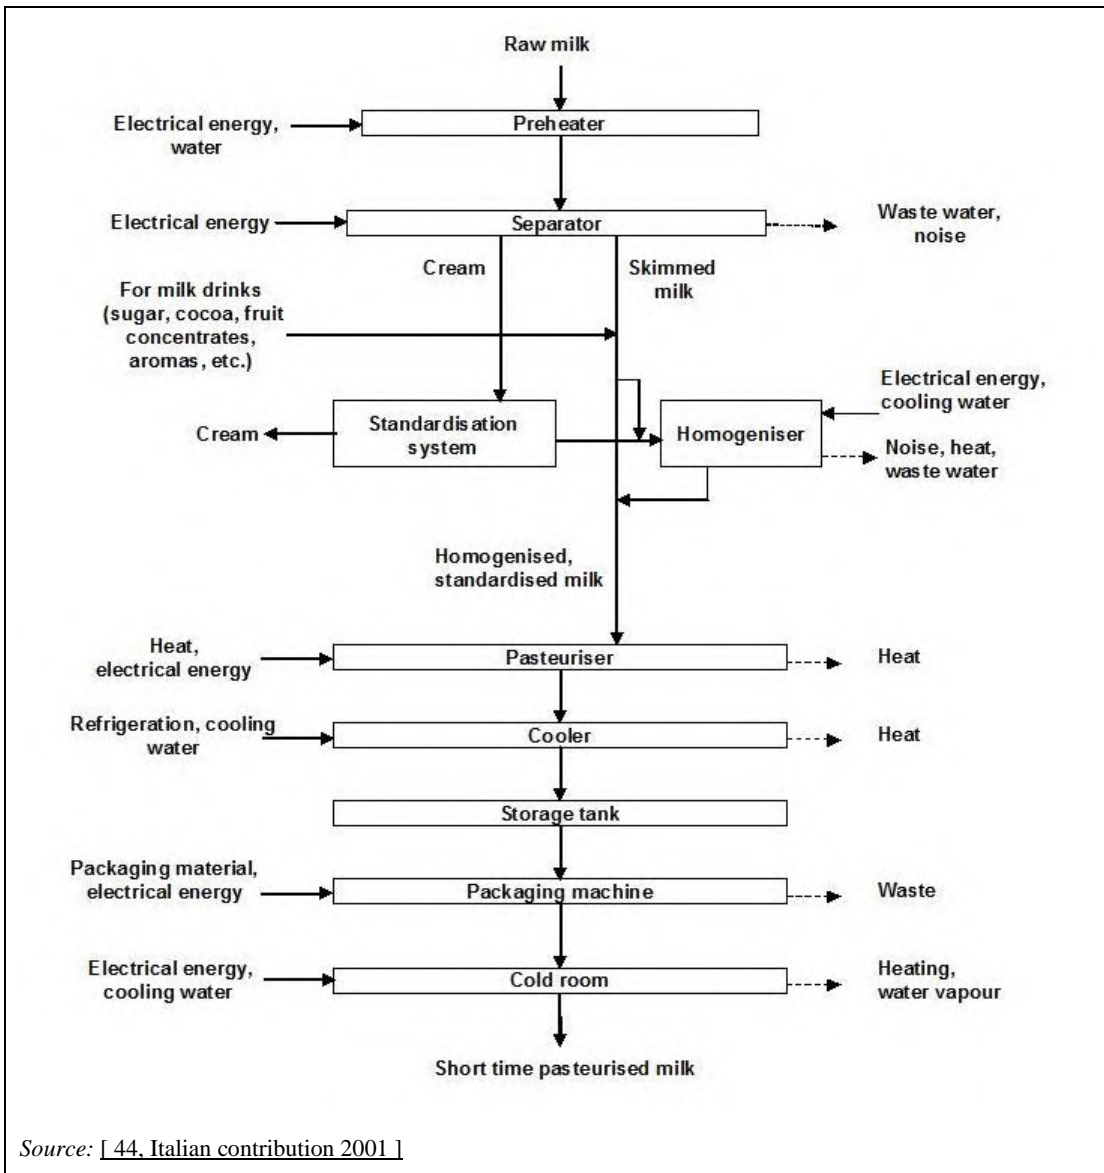 Raw milk
Electrical energy,
water
Preheater
Electrical energy
Separator
Waste water,
noise
Cream
Skimmed
milk
For milk drinks
(sugar, cocoa, fruit
concentrates,
aromas, etc.)
Electrical energy,
cooling water
Cream
Standardisation
system
Homogeniser
Noise, heat,
waste water
Homogenised,
standardised milk
Heat,
electrical energy
Pasteuriser
Heat
Refrigeration, cooling
water
Cooler
Heat
Storage tank
Packaging material,
electrical energy
Packaging machine
Waste
Electrical energy,
cooling water
Cold room
Heating,
water vapour
Short time pasteurised milk
Source: [ 44, Italian contribution 2001 ]